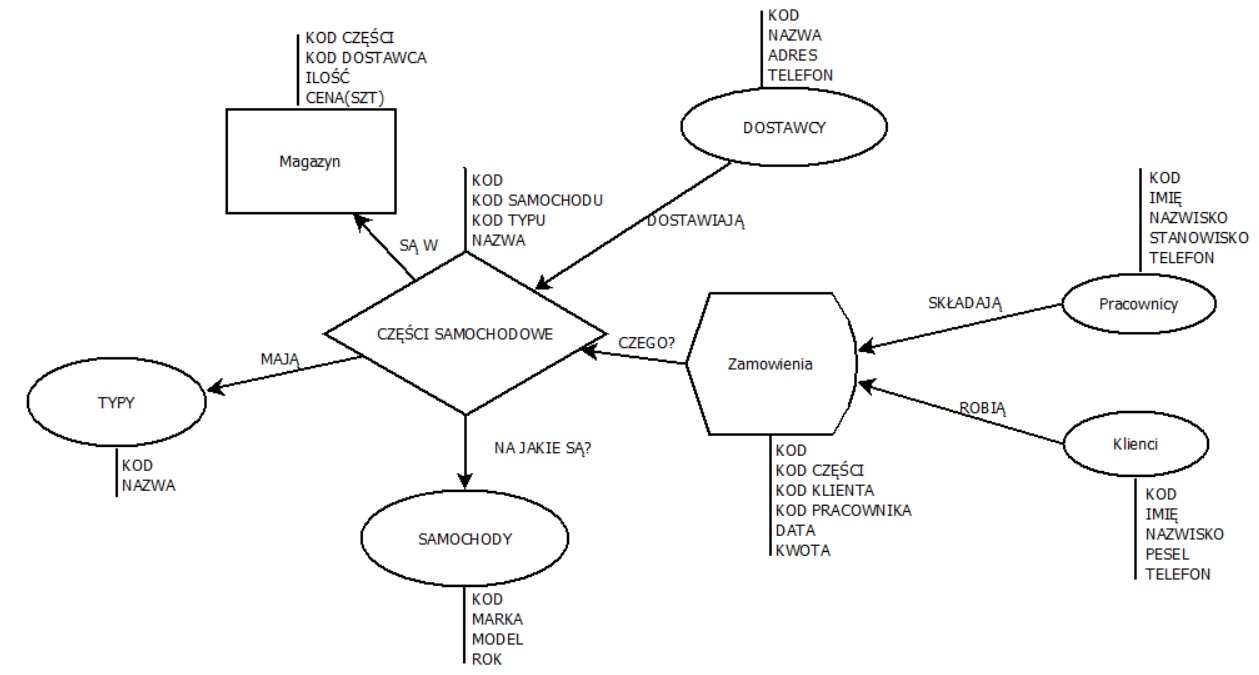 KOD CZĘŚCI
KOD DOSTAWCA
ILOŚĆ
CENA(SZT)
Magazyn
KOD
NAZWA
ADRES
TELEFON
DOSTAWCY
SĄ W
KOD
KOD SAMOCHODU
KOD TYPU
NAZWA
CZĘŚCI SAMOCHODOWE
DOSTAWIAJĄ
KOD
IMIĘ
NAZWISKO
STANOWISKO
TELEFON
Pracownicy
SKŁADAJĄ
CZEGO?
Zamowienia
KOD
KOD CZĘŚCI
KOD KLIENTA
KOD PRACOWNIKA
DATA
KWOTA
ROBIĄ
Klienci
KOD
IMIĘ
NAZWISKO
PESEL
TELEFON
MAJĄ
TYPY
KOD
NAZWA
NA JAKIE SĄ?
SAMOCHODY
KOD
MARKA
MODEL
ROK